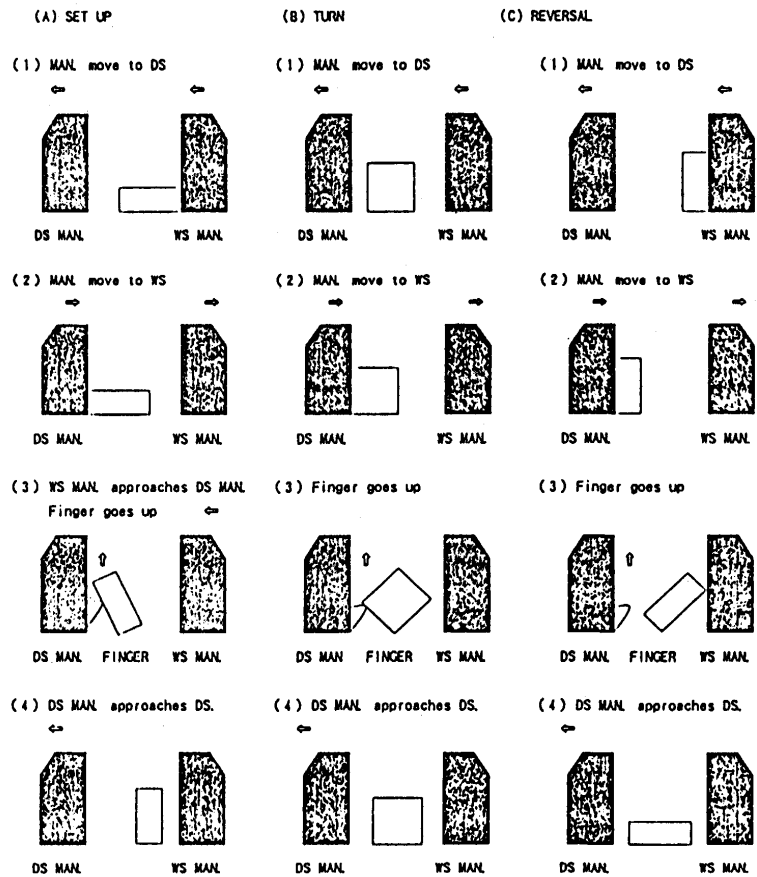 (A) SET UP (B) TURN (C) REVERSAL
(1) MAN. move to DS (1) MAN. move to DS (1) MAN. move to DS
DS MAN. WS MAN. DS MAN. WS MAN. DS MAN. WS MAN.
(2) MAN. move to WS (2) MAN. move to WS (2) MAN. move to WS
DS MAN. WS MAN. DS MAN. WS MAN. DS MAN. WS MAN.
(3) WS MAN. approaches DS MAN. (3) Finger goes up (3) Finger goes up
Finger goes up
DS MAN. FINGER WS MAN. DS MAN FINGER WS MAN. DS MAN. FINGER WS MAN.
(4) DS MAN. approaches DS. (4) DS MAN. approaches DS. (4) DS MAN. approaches DS.
DS MAN. WS MAN. DS MAN. WS MAN. DS MAN. WS MAN.